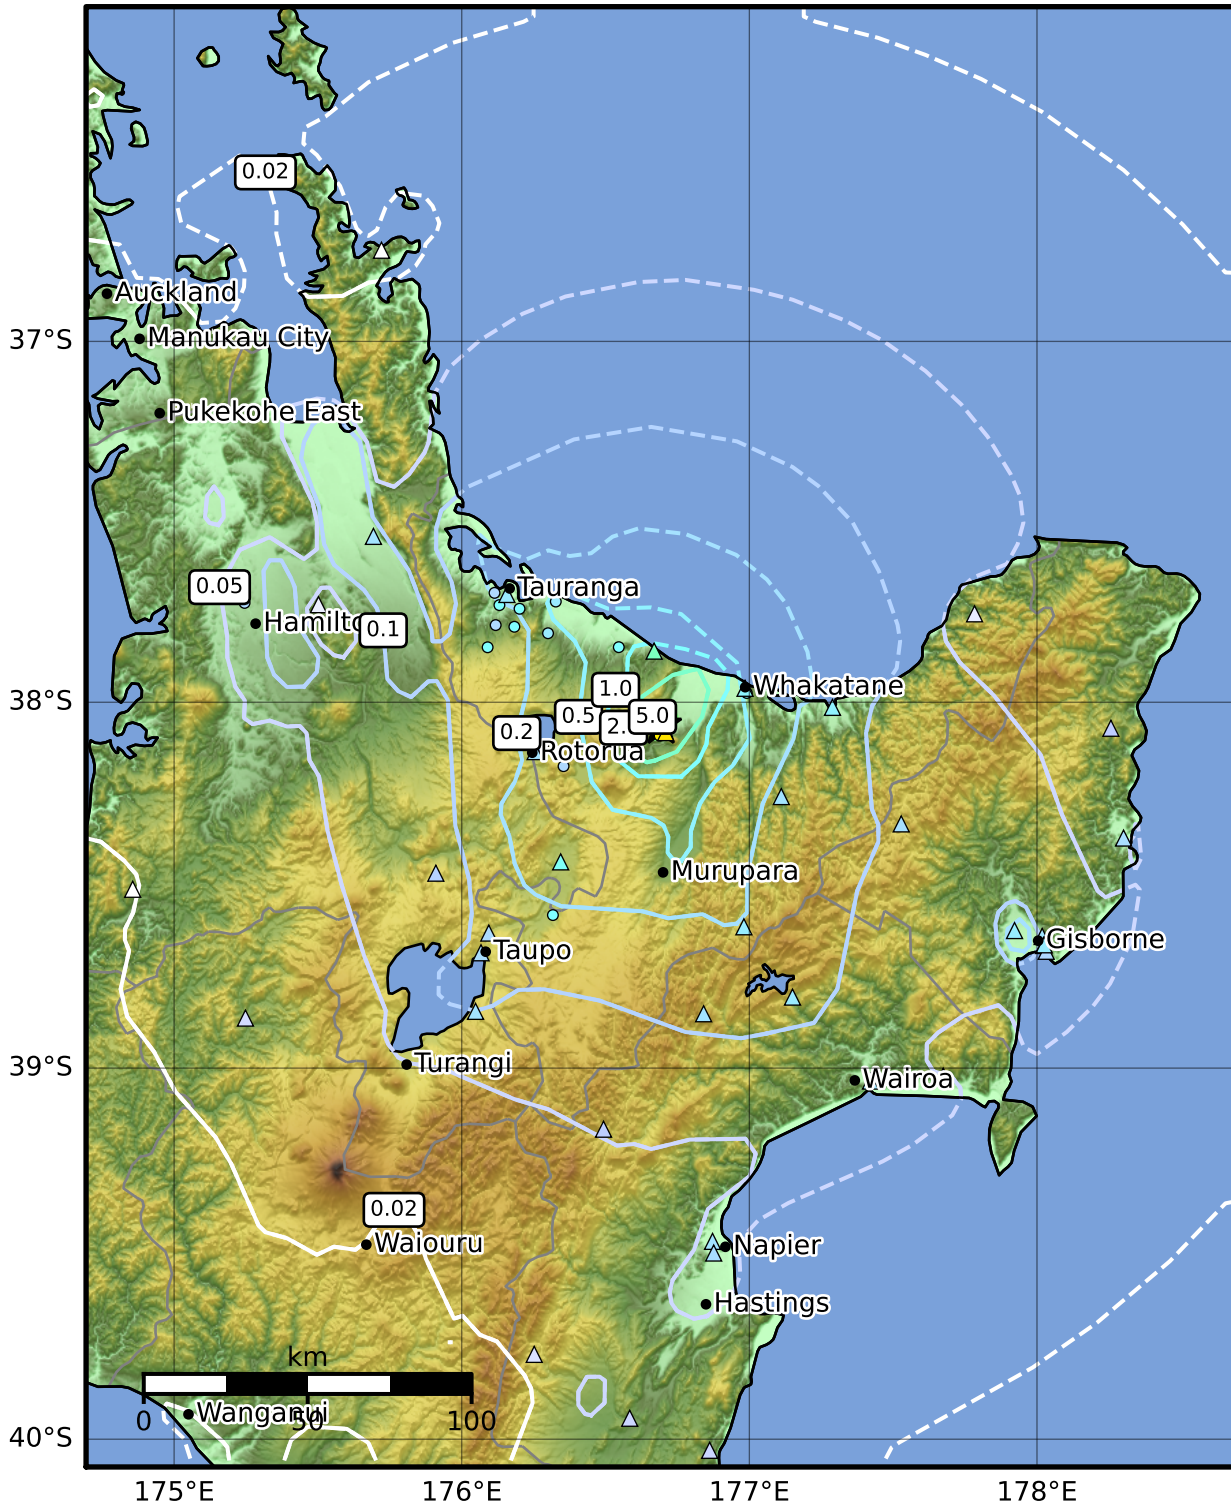 0.02
Auckland
37°S
Manukau City
Pukekohe East
0.05
Tauranga
Hamilto
0.1
38°S
1.0
Whakatane
0.5
2.
5.0
0.2
Rotorua
Murupara
Gisborne
Taupo
39°S
Turangi
Wairoa
0.02
Waiouru
Napier
Hastings
km
0
50
100
Wanganui
40°S
175°E
176°E
177°E
178°E